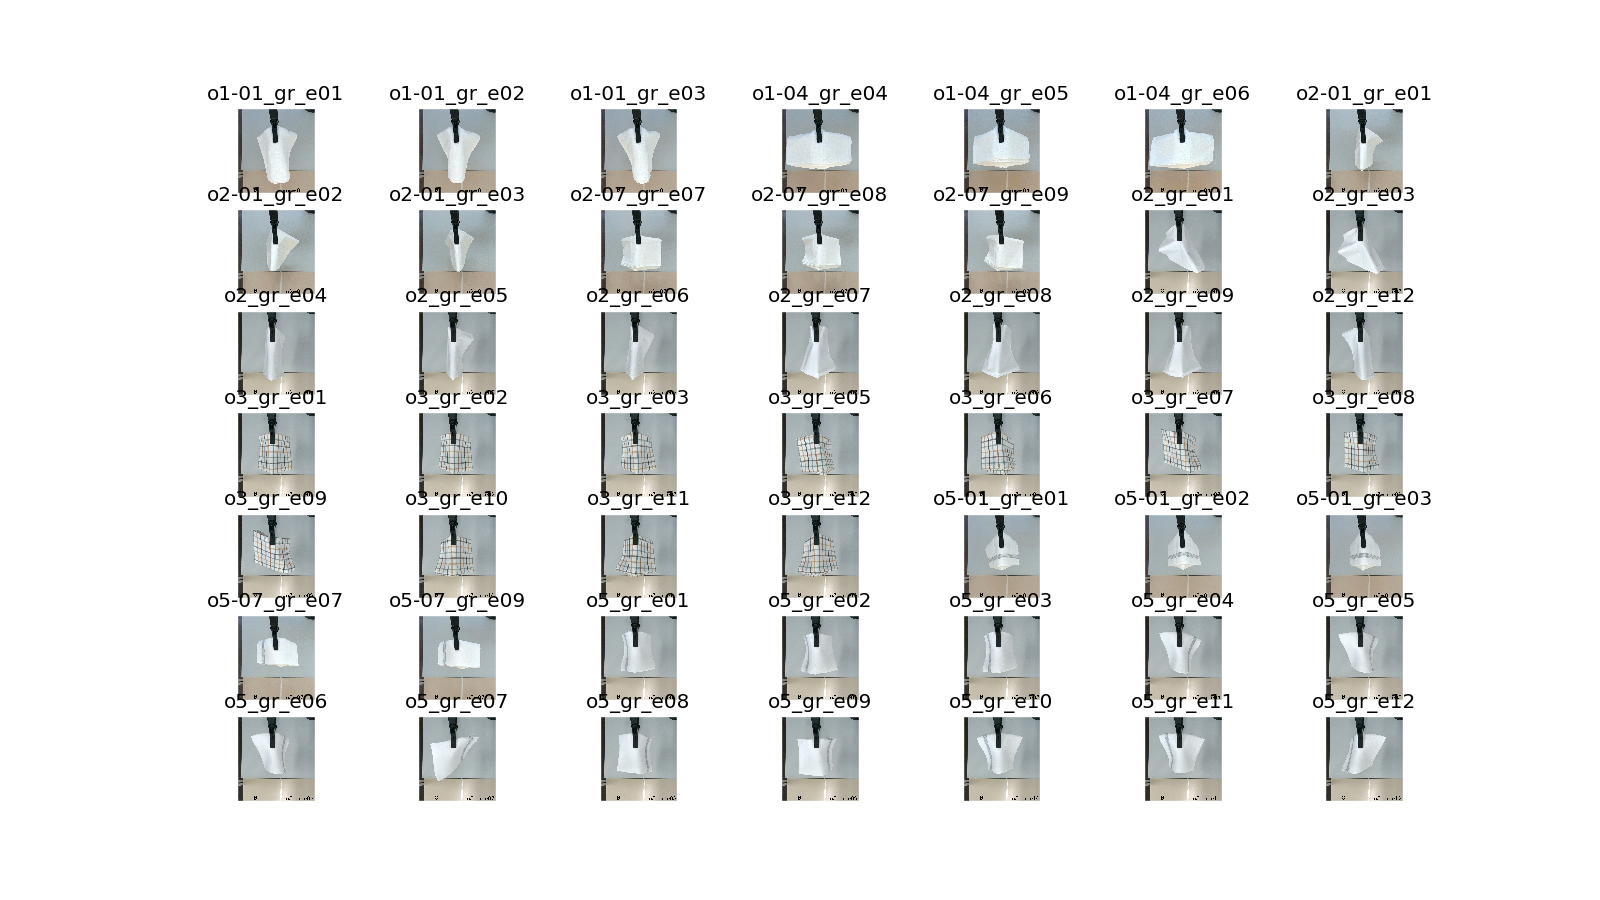 o1-01_gr_e01 o1-01_gr_e02 o1-01_gr_e03 o1-04_gr_e04 o1-04_gr_e05 o1-04_gr_e06 o2-01_gr_e01
o2-01_gr_e02 o2-01_gr_e03 o2-07_gr_e07 o2-07_gr_e08 o2-07_gr_e09 o2_gr_e01 o2_gr_e03
o2_gr_e04 o2_gr_e05 o2_gr_e06 o2_gr_e07 o2_gr_e08 o2_gr_e09 o2_gr_e12
o3_gr_e01 o3_gr_e02 o3_gr_e03 o3_gr_e05 o3_gr_e06 o3_gr_e07 o3_gr_e08
o3_gr_e09 o3_gr_e10 o3_gr_e11 o3_gr_e12 o5-01_gr_e01 o5-01_gr_e02 o5-01_gr_e03
o5-07_gr_e07 o5-07_gr_e09 o5_gr_e01 o5_gr_e02 o5_gr_e03 o5_gr_e04 o5_gr_e05
o5_gr_e06 o5_gr_e07 o5_gr_e08 o5_gr_e09 o5_gr_e10 o5_gr_e11 o5_gr_e12